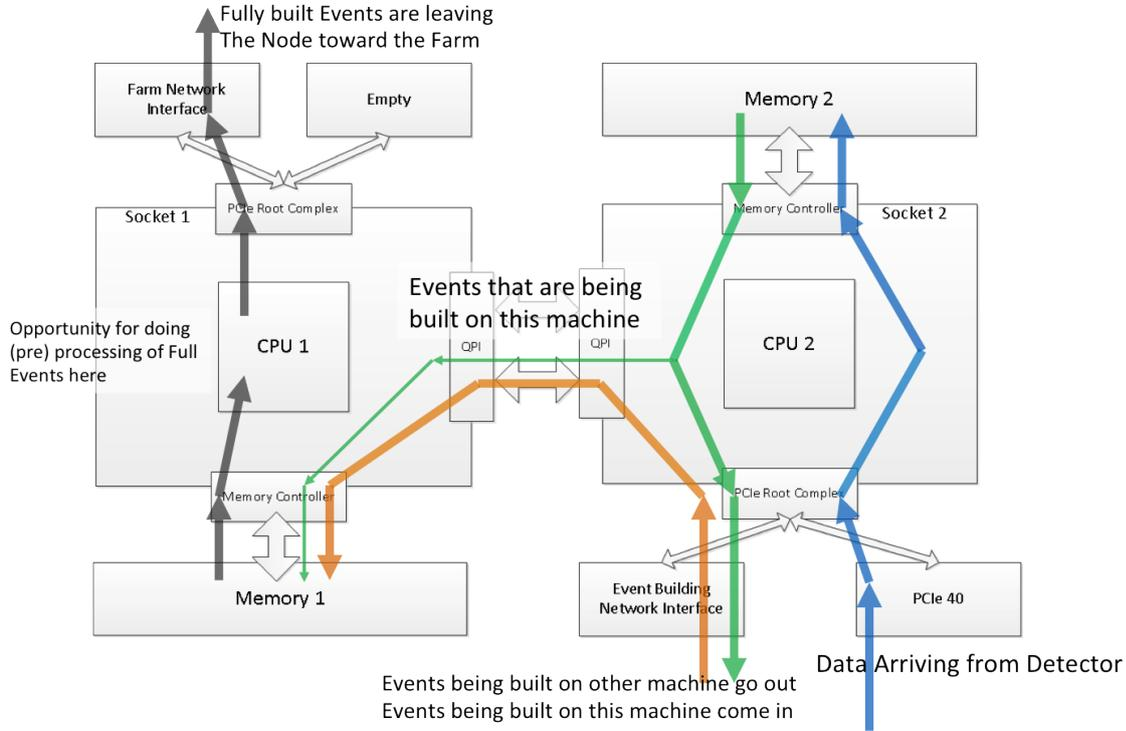 Fully built Events are leaving
The Node toward the Farm
Farm Network
Interface
Empty
Memory 2
PCIe Root Complex
Socket 1
Memory Controller
Socket 2
Events that are being
built on this machine
Opportunity for doing
(pre) processing of Full
Events here
CPU 1
QPI
QPI
CPU 2
Memory Controller
PCIe Root Complex
Memory 1
Event Building
Network Interface
PCIe 40
Data Arriving from Detector
Events being built on other machine go out
Events being built on this machine come in